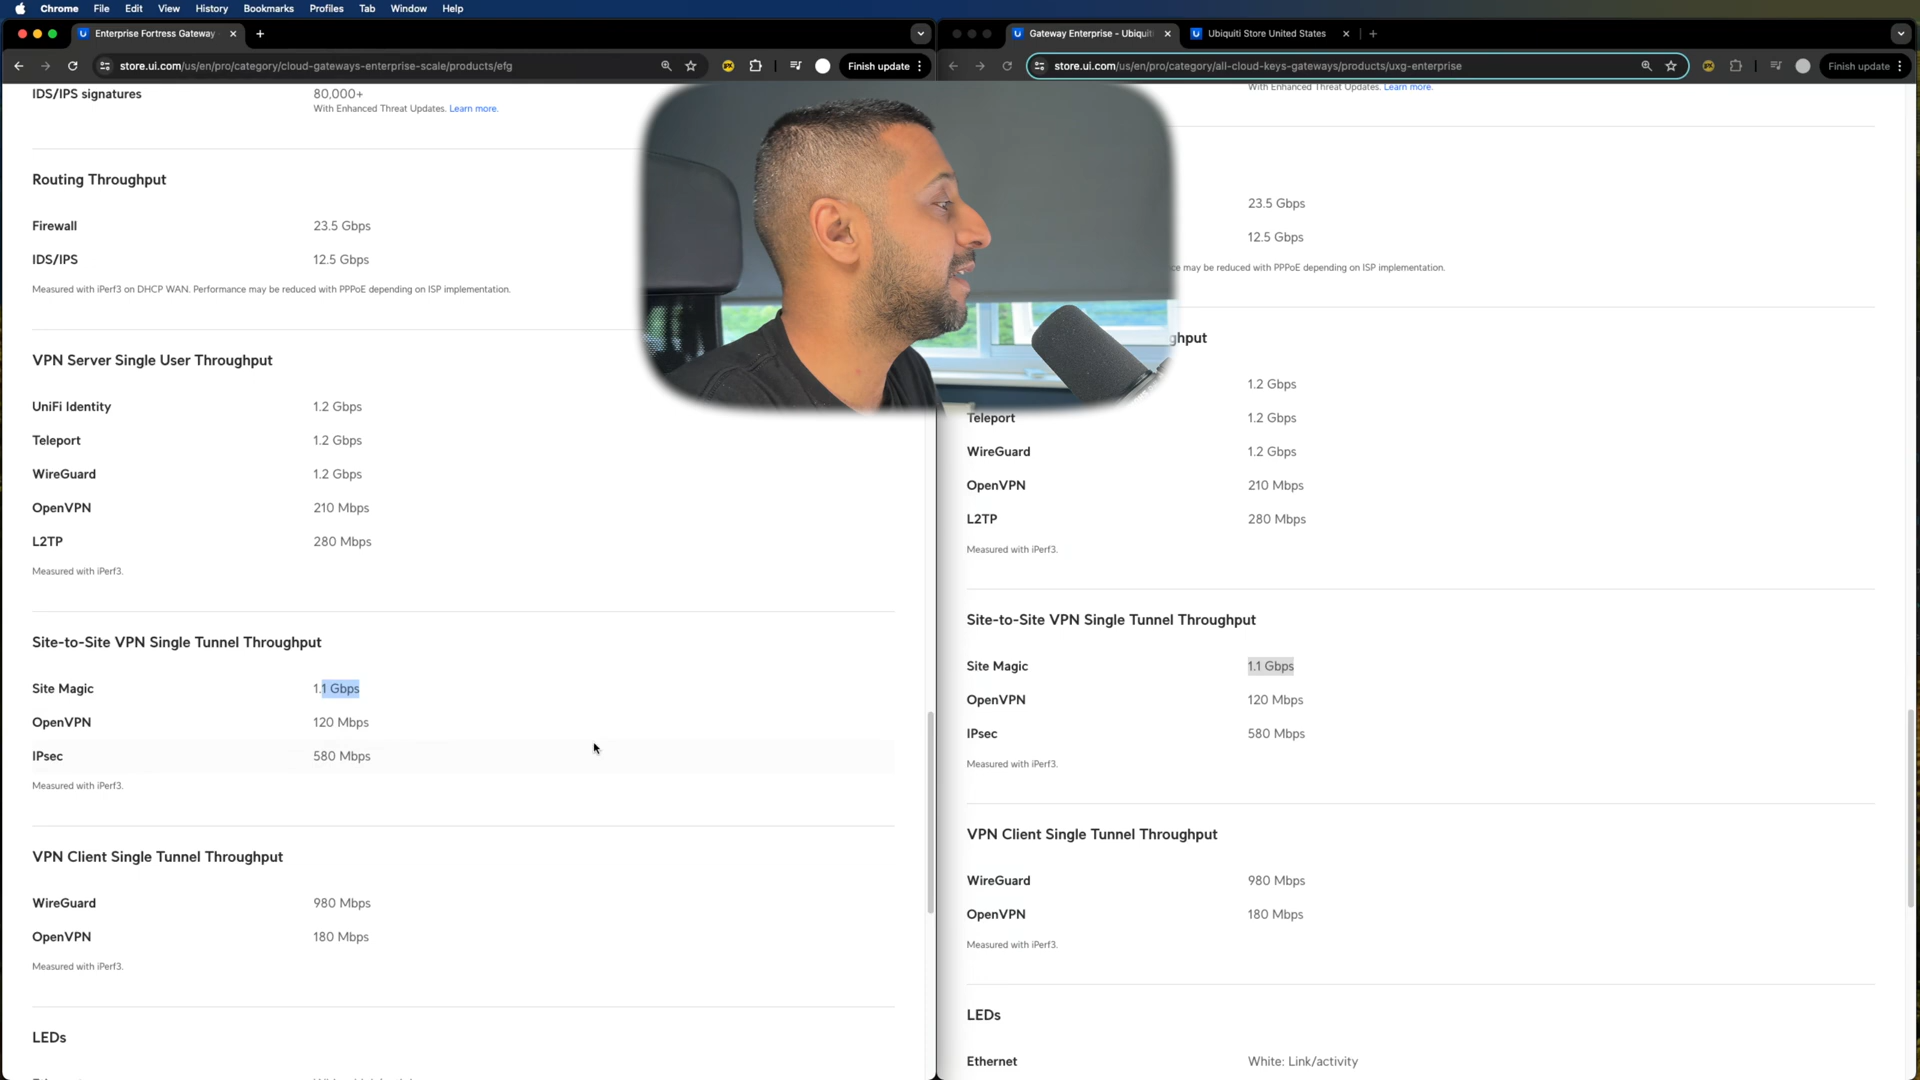 Chrome File Edit View History Bookmarks Profiles Tab Window Help
Enterprise Fortress Gateway
store.ui.com/us/en/pro/category/cloud-gateways-enterprise-scale/products/efg
Finish update
IDS/IPS signatures 80,000+
With Enhanced Threat Updates. Learn more.
Routing Throughput
Firewall 23.5 Gbps
IDS/IPS 12.5 Gbps
Measured with iPerf3 on DHCP WAN. Performance may be reduced with PPPoE depending on ISP implementation.
VPN Server Single User Throughput
UniFi Identity 1.2 Gbps
Teleport 1.2 Gbps
WireGuard 1.2 Gbps
OpenVPN 210 Mbps
L2TP 280 Mbps
Measured with iPerf3.
Site-to-Site VPN Single Tunnel Throughput
Site Magic 1.1 Gbps
OpenVPN 120 Mbps
IPsec 580 Mbps
Measured with iPerf3.
VPN Client Single Tunnel Throughput
WireGuard 980 Mbps
OpenVPN 180 Mbps
Measured with iPerf3.
LEDs
Gateway Enterprise - Ubiquiti
Ubiquiti Store United States
store.ui.com/us/en/pro/category/all-cloud-keys-gateways/products/uxg-enterprise
Finish update
With Enhanced Threat Updates. Learn more.
23.5 Gbps
12.5 Gbps
ce may be reduced with PPPoE depending on ISP implementation.
ghput
1.2 Gbps
Teleport 1.2 Gbps
WireGuard 1.2 Gbps
OpenVPN 210 Mbps
L2TP 280 Mbps
Measured with iPerf3.
Site-to-Site VPN Single Tunnel Throughput
Site Magic 1.1 Gbps
OpenVPN 120 Mbps
IPsec 580 Mbps
Measured with iPerf3.
VPN Client Single Tunnel Throughput
WireGuard 980 Mbps
OpenVPN 180 Mbps
Measured with iPerf3.
LEDs
Ethernet White: Link/activity